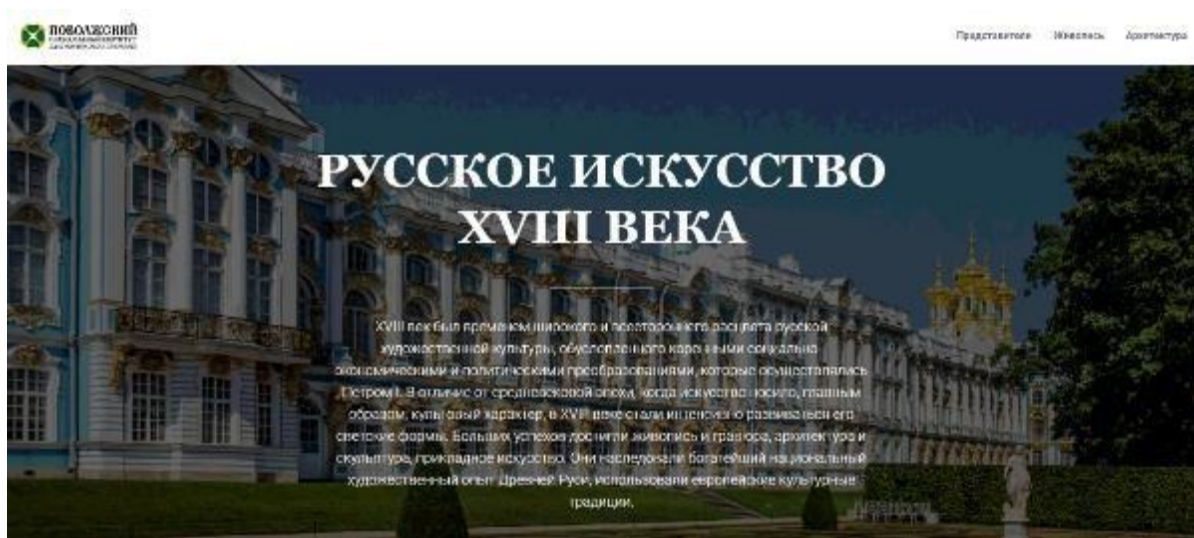 ПОВОЛЖСКИЙ
Представители Живопись Архитектура
РУССКОЕ ИСКУССТВО
XVIII ВЕКА
XVIII век был временем широкого и всестороннего расцвета русской
художественной культуры, обусловленного коренными социально-
экономическими и политическими преобразованиями, которые осуществлялись
Петром I. В отличие от средневековой эпохи, когда искусство носило, главным
образом, культовый характер, в XVIII веке стали интенсивно развиваться его
светские формы. Больших успехов достигли живопись и гравюра, архитектура и
скульптура, прикладное искусство. Они наследовали богатейший национальный
художественный опыт Древней Руси, использовали европейские культурные
традиции.